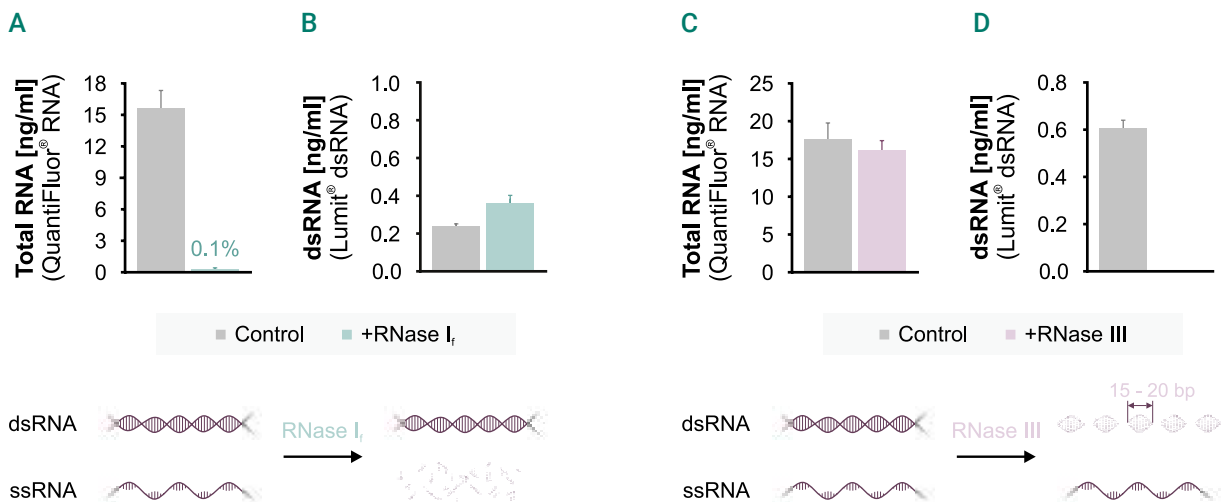 A
Total RNA [ng/ml]
(QuantiFluor® RNA)
18
15
12
9
6
3
0
0.1%
B
dsRNA [ng/ml]
(Lumit® dsRNA)
1.0
0.8
0.6
0.4
0.2
0.0
Control
+RNase If
C
Total RNA [ng/ml]
(QuantiFluor® RNA)
25
20
15
10
5
0
D
dsRNA [ng/ml]
(Lumit® dsRNA)
0.8
0.6
0.4
0.2
0.0
Control
+RNase III
dsRNA
RNase If
ssRNA
dsRNA
RNase III
15 - 20 bp
ssRNA